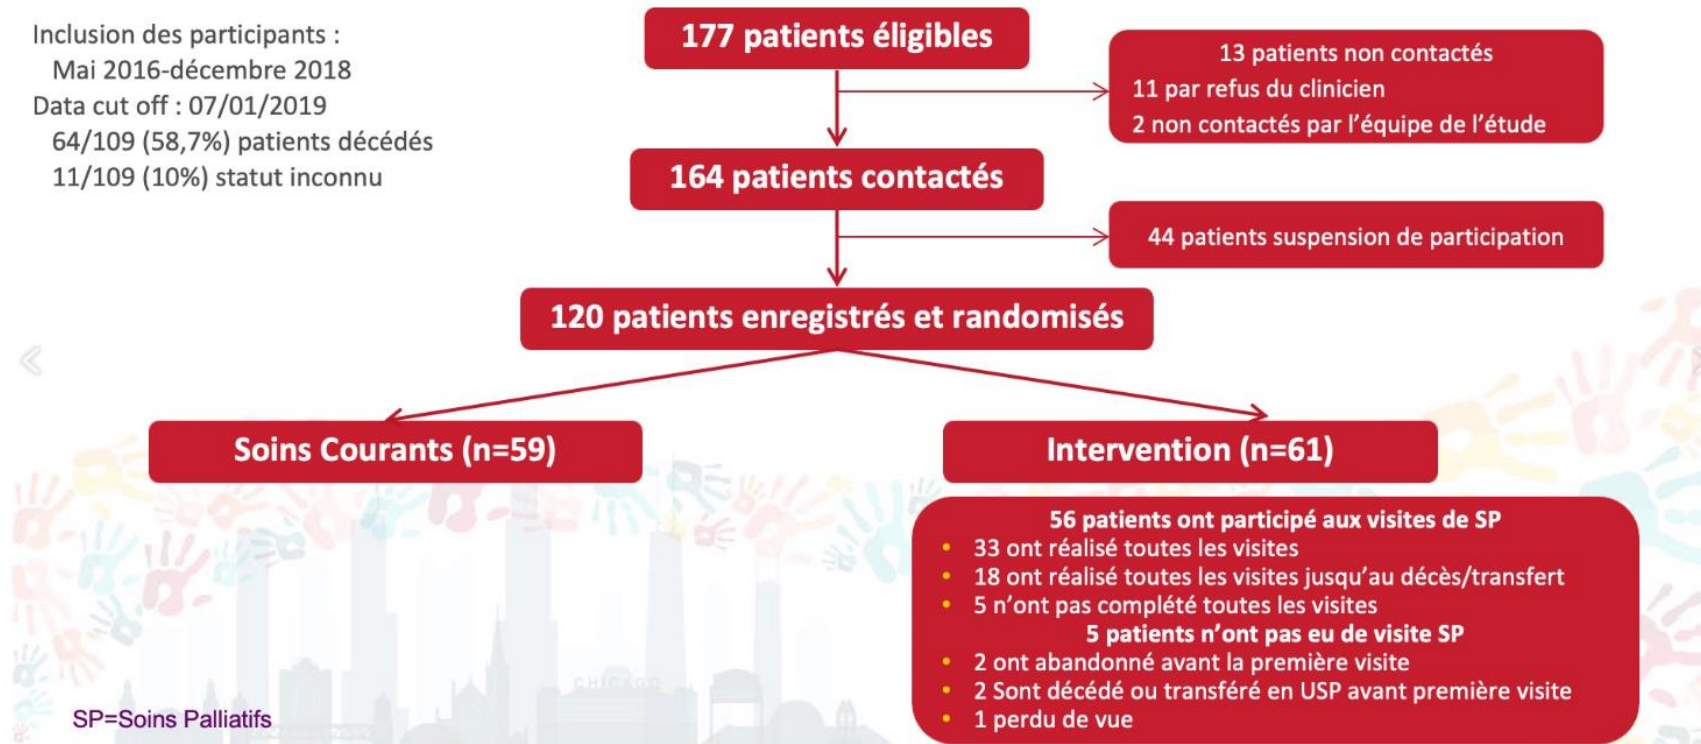 Inclusion des participants :
Mai 2016-décembre 2018
Data cut off : 07/01/2019
64/109 (58,7%) patients décédés
11/109 (10%) statut inconnu
177 patients éligibles
13 patients non contactés
11 par refus du clinicien
2 non contactés par l’équipe de l’étude
164 patients contactés
44 patients suspension de participation
120 patients enregistrés et randomisés
Soins Courants (n=59)
Intervention (n=61)
56 patients ont participé aux visites de SP
• 33 ont réalisé toutes les visites
• 18 ont réalisé toutes les visites jusqu’au décès/transfert
• 5 n’ont pas complété toutes les visites
5 patients n’ont pas eu de visite SP
• 2 ont abandonné avant la première visite
• 2 Sont décédé ou transféré en USP avant première visite
• 1 perdu de vue
CHICAGO
SP=Soins Palliatifs